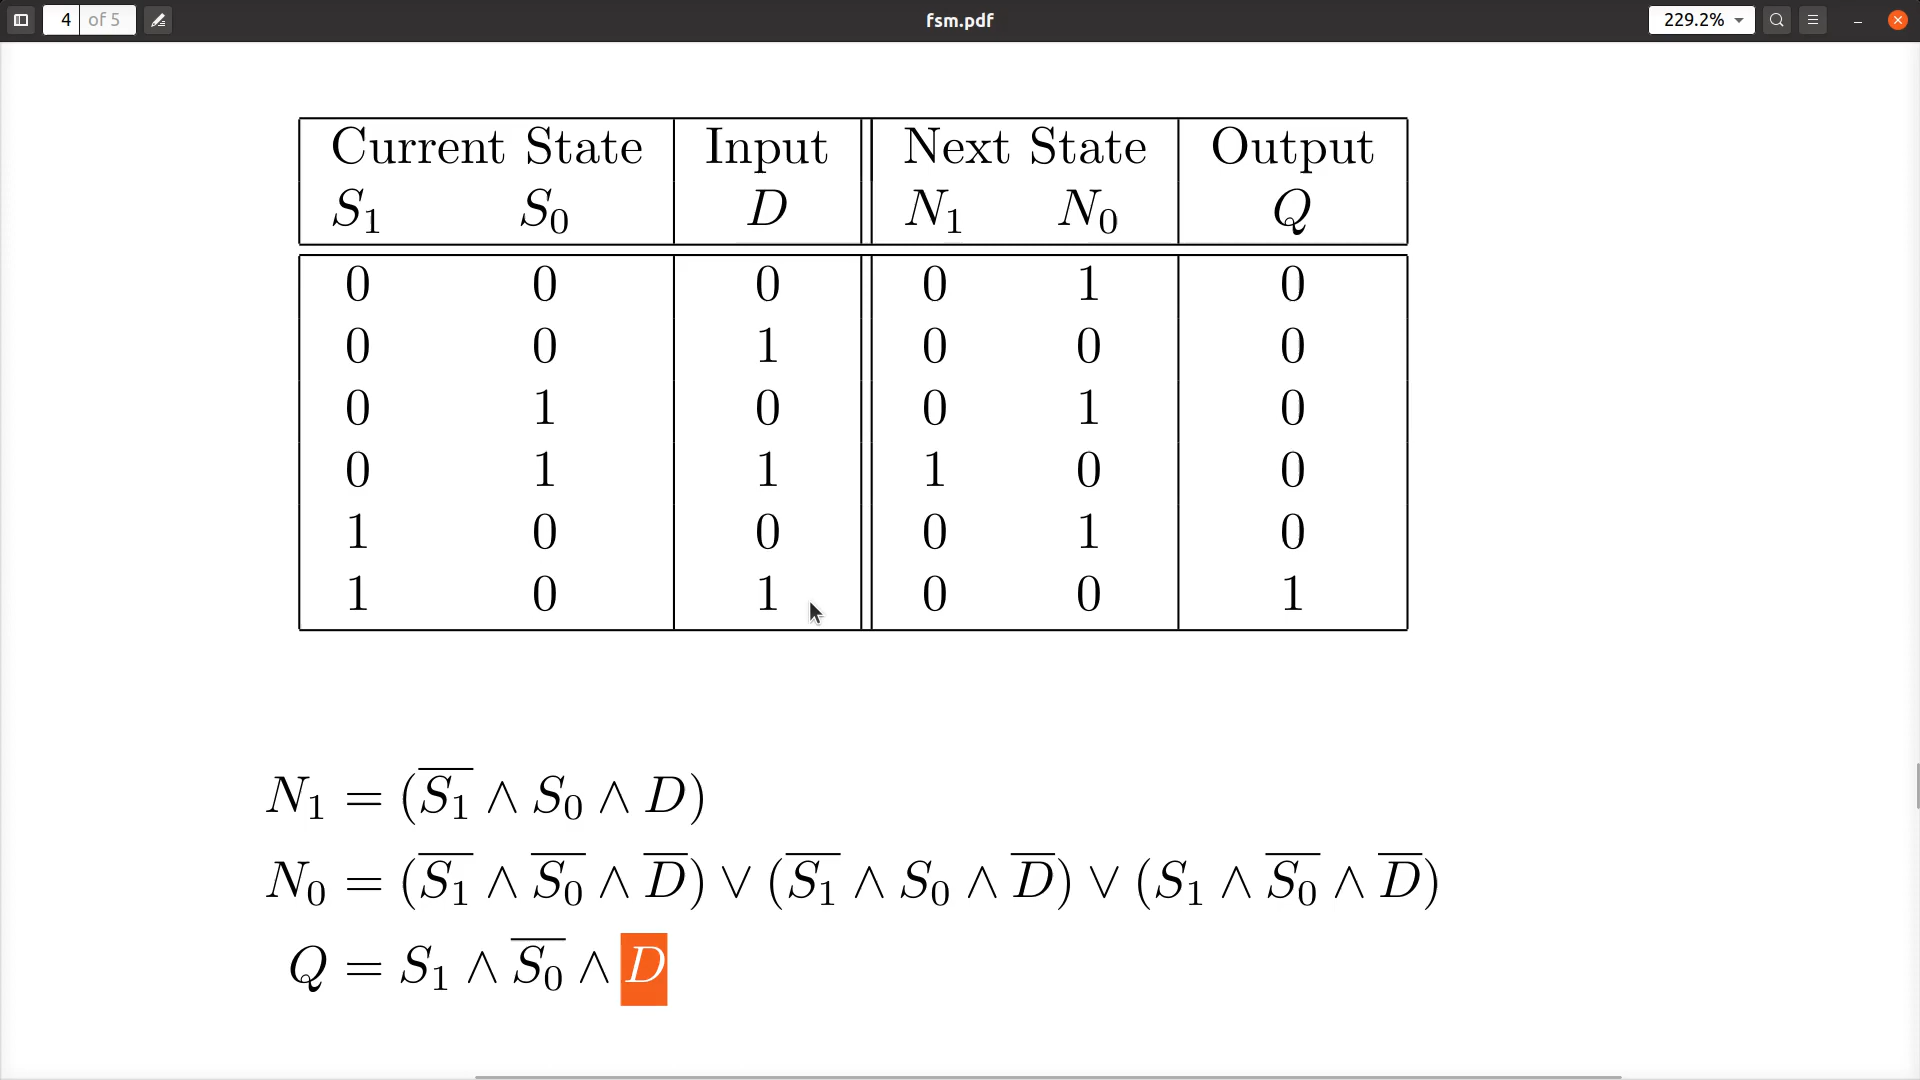 4 of 5 fsm.pdf 229.2%
Current State Input Next State Output
S₁ S₀ D N₁ N₀ Q
0 0 0 0 1 0
0 0 1 0 0 0
0 1 0 0 1 0
0 1 1 1 0 0
1 0 0 0 1 0
1 0 1 0 0 1
N₁ = (S̅₁ ∧ S₀ ∧ D)
N₀ = (S̅₁ ∧ S̅₀ ∧ D̅) ∨ (S̅₁ ∧ S₀ ∧ D̅) ∨ (S₁ ∧ S̅₀ ∧ D̅)
Q = S₁ ∧ S̅₀ ∧ D